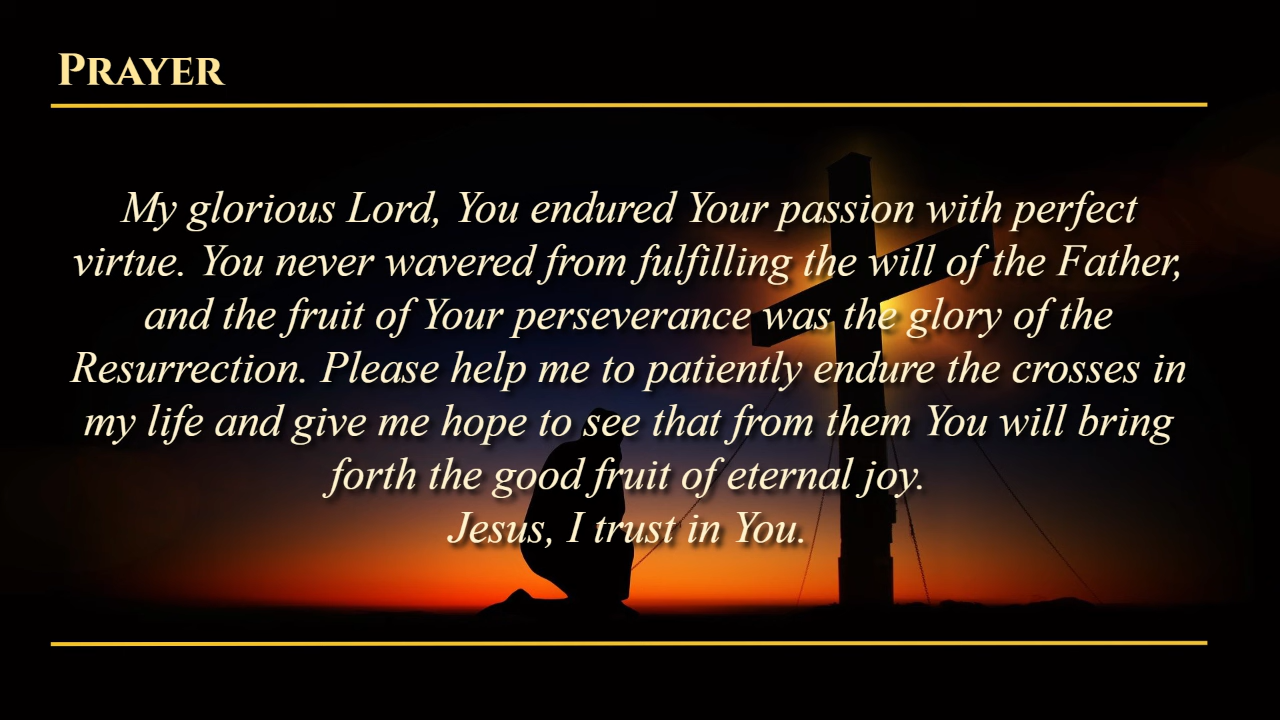 PRAYER
My glorious Lord, You endured Your passion with perfect
virtue. You never wavered from fulfilling the will of the Father,
and the fruit of Your perseverance was the glory of the
Resurrection. Please help me to patiently endure the crosses in
my life and give me hope to see that from them You will bring
forth the good fruit of eternal joy.
Jesus, I trust in You.